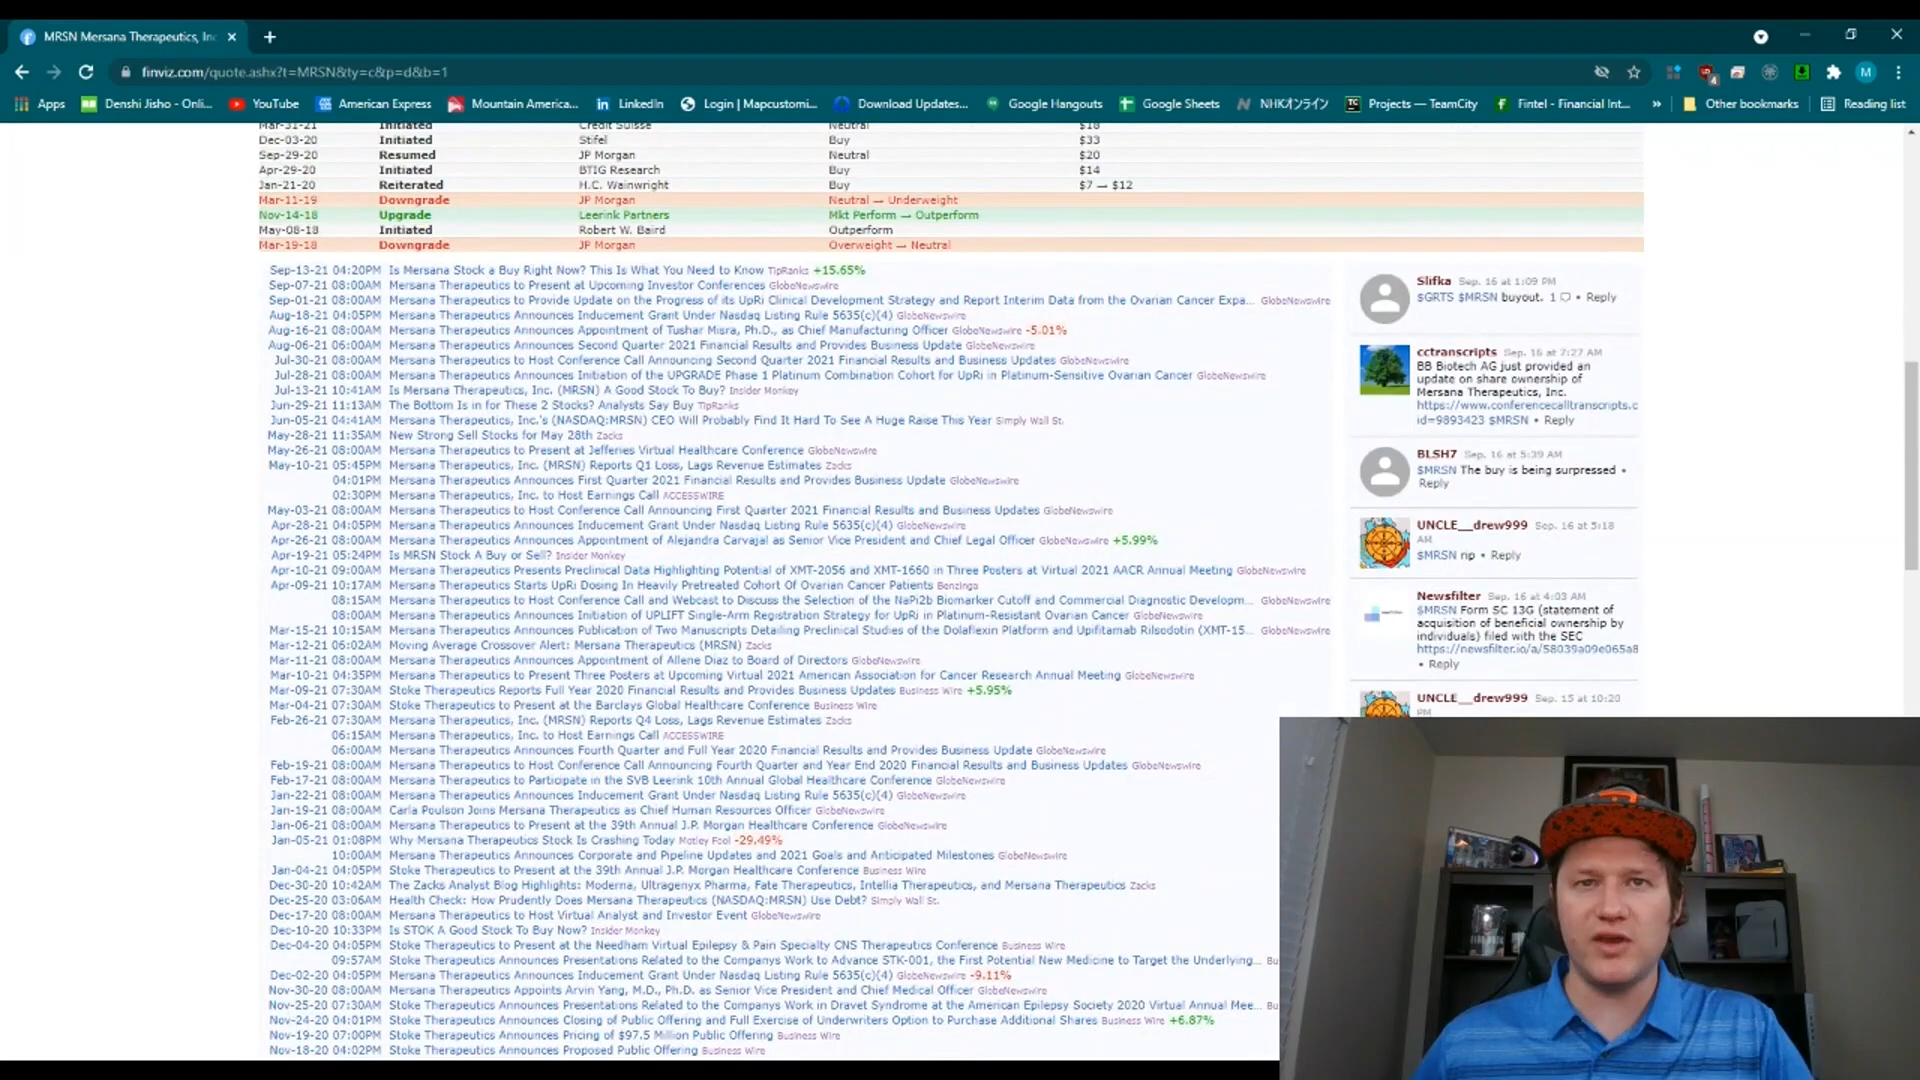 MRSN Mersana Therapeutics, Inc
finviz.com/quote.ashx?t=MRSN&ty=c&p=d&b=1
M
Apps Denshi Jisho - Onli... YouTube American Express Mountain America... LinkedIn Login | Mapcustomi... Download Updates... Google Hangouts Google Sheets NHKオンライン Projects — TeamCity Fintel - Financial Int... » Other bookmarks Reading list
Mar-31-21 Initiated Credit Suisse Neutral $18
Dec-03-20 Initiated Stifel Buy $33
Sep-29-20 Resumed JP Morgan Neutral $20
Apr-29-20 Initiated BTIG Research Buy $14
Jan-21-20 Reiterated H.C. Wainwright Buy $7 → $12
Mar-11-19 Downgrade JP Morgan Neutral → Underweight
Nov-14-18 Upgrade Leerink Partners Mkt Perform → Outperform
May-08-18 Initiated Robert W. Baird Outperform
Mar-19-18 Downgrade JP Morgan Overweight → Neutral
Sep-13-21 04:20PM Is Mersana Stock a Buy Right Now? This Is What You Need to Know TipRanks +15.65%
Sep-07-21 08:00AM Mersana Therapeutics to Present at Upcoming Investor Conferences GlobeNewswire
Sep-01-21 08:00AM Mersana Therapeutics to Provide Update on the Progress of its UpRi Clinical Development Strategy and Report Interim Data from the Ovarian Cancer Expa... GlobeNewswire
Aug-18-21 04:05PM Mersana Therapeutics Announces Inducement Grant Under Nasdaq Listing Rule 5635(c)(4) GlobeNewswire
Aug-16-21 08:00AM Mersana Therapeutics Announces Appointment of Tushar Misra, Ph.D., as Chief Manufacturing Officer GlobeNewswire -5.01%
Aug-06-21 06:00AM Mersana Therapeutics Announces Second Quarter 2021 Financial Results and Provides Business Update GlobeNewswire
Jul-30-21 08:00AM Mersana Therapeutics to Host Conference Call Announcing Second Quarter 2021 Financial Results and Business Updates GlobeNewswire
Jul-28-21 08:00AM Mersana Therapeutics Announces Initiation of the UPGRADE Phase 1 Platinum Combination Cohort for UpRi in Platinum-Sensitive Ovarian Cancer GlobeNewswire
Jul-13-21 10:41AM Is Mersana Therapeutics, Inc. (MRSN) A Good Stock To Buy? Insider Monkey
Jun-29-21 11:13AM The Bottom Is in for These 2 Stocks? Analysts Say Buy TipRanks
Jun-05-21 04:41AM Mersana Therapeutics, Inc.'s (NASDAQ:MRSN) CEO Will Probably Find It Hard To See A Huge Raise This Year Simply Wall St.
May-28-21 11:35AM New Strong Sell Stocks for May 28th Zacks
May-26-21 08:00AM Mersana Therapeutics to Present at Jefferies Virtual Healthcare Conference GlobeNewswire
May-10-21 05:45PM Mersana Therapeutics, Inc. (MRSN) Reports Q1 Loss, Lags Revenue Estimates Zacks
04:01PM Mersana Therapeutics Announces First Quarter 2021 Financial Results and Provides Business Update GlobeNewswire
02:30PM Mersana Therapeutics, Inc. to Host Earnings Call ACCESSWIRE
May-03-21 08:00AM Mersana Therapeutics to Host Conference Call Announcing First Quarter 2021 Financial Results and Business Updates GlobeNewswire
Apr-28-21 04:05PM Mersana Therapeutics Announces Inducement Grant Under Nasdaq Listing Rule 5635(c)(4) GlobeNewswire
Apr-26-21 08:00AM Mersana Therapeutics Announces Appointment of Alejandra Carvajal as Senior Vice President and Chief Legal Officer GlobeNewswire +5.99%
Apr-19-21 05:24PM Is MRSN Stock A Buy or Sell? Insider Monkey
Apr-10-21 09:00AM Mersana Therapeutics Presents Preclinical Data Highlighting Potential of XMT-2056 and XMT-1660 in Three Posters at Virtual 2021 AACR Annual Meeting GlobeNewswire
Apr-09-21 10:17AM Mersana Therapeutics Starts UpRi Dosing In Heavily Pretreated Cohort Of Ovarian Cancer Patients Benzinga
08:15AM Mersana Therapeutics to Host Conference Call and Webcast to Discuss the Selection of the NaPi2b Biomarker Cutoff and Commercial Diagnostic Developm... GlobeNewswire
08:00AM Mersana Therapeutics Announces Initiation of UPLIFT Single-Arm Registration Strategy for UpRi in Platinum-Resistant Ovarian Cancer GlobeNewswire
Mar-15-21 10:15AM Mersana Therapeutics Announces Publication of Two Manuscripts Detailing Preclinical Studies of the Dolaflexin Platform and Upifitamab Rilsodotin (XMT-15... GlobeNewswire
Mar-12-21 06:02AM Moving Average Crossover Alert: Mersana Therapeutics (MRSN) Zacks
Mar-11-21 08:00AM Mersana Therapeutics Announces Appointment of Allene Diaz to Board of Directors GlobeNewswire
Mar-10-21 04:35PM Mersana Therapeutics to Present Three Posters at Upcoming Virtual 2021 American Association for Cancer Research Annual Meeting GlobeNewswire
Mar-09-21 07:30AM Stoke Therapeutics Reports Full Year 2020 Financial Results and Provides Business Updates Business Wire +5.95%
Mar-04-21 07:30AM Stoke Therapeutics to Present at the Barclays Global Healthcare Conference Business Wire
Feb-26-21 07:30AM Mersana Therapeutics, Inc. (MRSN) Reports Q4 Loss, Lags Revenue Estimates Zacks
06:15AM Mersana Therapeutics, Inc. to Host Earnings Call ACCESSWIRE
06:00AM Mersana Therapeutics Announces Fourth Quarter and Full Year 2020 Financial Results and Provides Business Update GlobeNewswire
Feb-19-21 08:00AM Mersana Therapeutics to Host Conference Call Announcing Fourth Quarter and Year End 2020 Financial Results and Business Updates GlobeNewswire
Feb-17-21 08:00AM Mersana Therapeutics to Participate in the SVB Leerink 10th Annual Global Healthcare Conference GlobeNewswire
Jan-22-21 08:00AM Mersana Therapeutics Announces Inducement Grant Under Nasdaq Listing Rule 5635(c)(4) GlobeNewswire
Jan-19-21 08:00AM Carla Poulson Joins Mersana Therapeutics as Chief Human Resources Officer GlobeNewswire
Jan-06-21 08:00AM Mersana Therapeutics to Present at the 39th Annual J.P. Morgan Healthcare Conference GlobeNewswire
Jan-05-21 01:08PM Why Mersana Therapeutics Stock Is Crashing Today Motley Fool -29.49%
10:00AM Mersana Therapeutics Announces Corporate and Pipeline Updates and 2021 Goals and Anticipated Milestones GlobeNewswire
Jan-04-21 04:05PM Stoke Therapeutics to Present at the 39th Annual J.P. Morgan Healthcare Conference Business Wire
Dec-30-20 10:42AM The Zacks Analyst Blog Highlights: Moderna, Ultragenyx Pharma, Fate Therapeutics, Intellia Therapeutics, and Mersana Therapeutics Zacks
Dec-25-20 03:06AM Health Check: How Prudently Does Mersana Therapeutics (NASDAQ:MRSN) Use Debt? Simply Wall St.
Dec-17-20 08:00AM Mersana Therapeutics to Host Virtual Analyst and Investor Event GlobeNewswire
Dec-10-20 10:33PM Is STOK A Good Stock To Buy Now? Insider Monkey
Dec-04-20 04:05PM Stoke Therapeutics to Present at the Needham Virtual Epilepsy & Pain Specialty CNS Therapeutics Conference Business Wire
09:57AM Stoke Therapeutics Announces Presentations Related to the Companys Work to Advance STK-001, the First Potential New Medicine to Target the Underlying... Bu
Dec-02-20 04:05PM Mersana Therapeutics Announces Inducement Grant Under Nasdaq Listing Rule 5635(c)(4) GlobeNewswire -9.11%
Nov-30-20 08:00AM Mersana Therapeutics Appoints Arvin Yang, M.D., Ph.D. as Senior Vice President and Chief Medical Officer GlobeNewswire
Nov-25-20 07:30AM Stoke Therapeutics Announces Presentations Related to the Companys Work in Dravet Syndrome at the American Epilepsy Society 2020 Virtual Annual Mee... Bu
Nov-24-20 04:01PM Stoke Therapeutics Announces Closing of Public Offering and Full Exercise of Underwriters Option to Purchase Additional Shares Business Wire +6.87%
Nov-19-20 07:00PM Stoke Therapeutics Announces Pricing of $97.5 Million Public Offering Business Wire
Nov-18-20 04:02PM Stoke Therapeutics Announces Proposed Public Offering Business Wire
Slifka Sep. 16 at 1:09 PM
$GRTS $MRSN buyout. 1 • Reply
cctranscripts Sep. 16 at 7:27 AM
BB Biotech AG just provided an
update on share ownership of
Mersana Therapeutics, Inc.
https://www.conferencecalltranscripts.c
id=9893423 $MRSN • Reply
BLSH7 Sep. 16 at 5:39 AM
$MRSN The buy is being surpressed •
Reply
UNCLE__drew999 Sep. 16 at 5:18
AM
$MRSN rip • Reply
Newsfilter Sep. 16 at 4:03 AM
$MRSN Form SC 13G (statement of
acquisition of beneficial ownership by
individuals) filed with the SEC
https://newsfilter.io/a/58039a09e065a8
• Reply
UNCLE__drew999 Sep. 15 at 10:20
PM